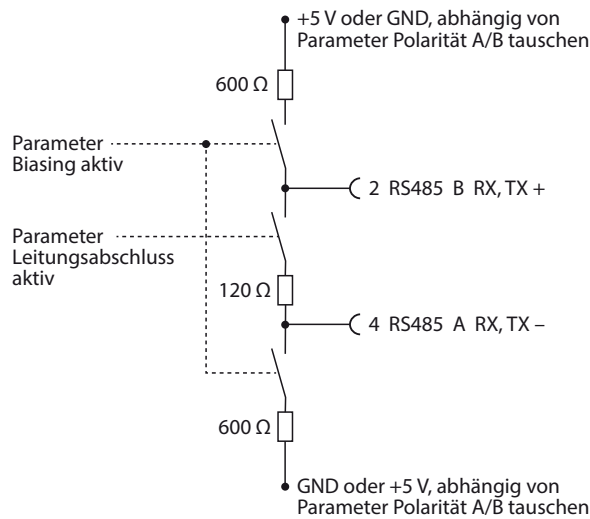 +5 V oder GND, abhängig von
Parameter Polarität A/B tauschen
600 Ω
Parameter
Biasing aktiv
2 RS485 B RX, TX +
Parameter
Leitungsabschluss
aktiv
120 Ω
4 RS485 A RX, TX –
600 Ω
GND oder +5 V, abhängig von
Parameter Polarität A/B tauschen